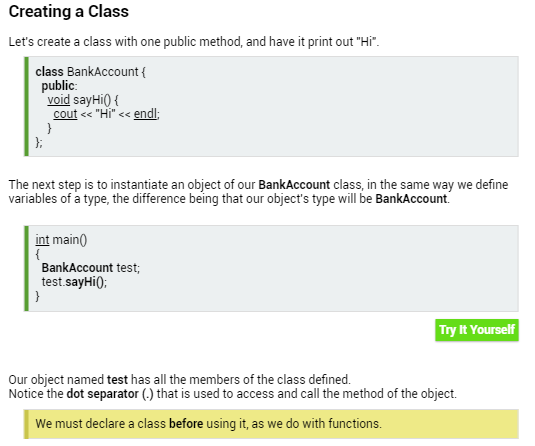 Creating a Class
Let's create a class with one public method, and have it print out "Hi".
class BankAccount {
public:
void sayHi() {
cout << "Hi" << endl;
}
};
The next step is to instantiate an object of our BankAccount class, in the same way we define
variables of a type, the difference being that our object's type will be BankAccount.
int main()
{
BankAccount test;
test.sayHi();
}
Try It Yourself
Our object named test has all the members of the class defined.
Notice the dot separator (.) that is used to access and call the method of the object.
We must declare a class before using it, as we do with functions.